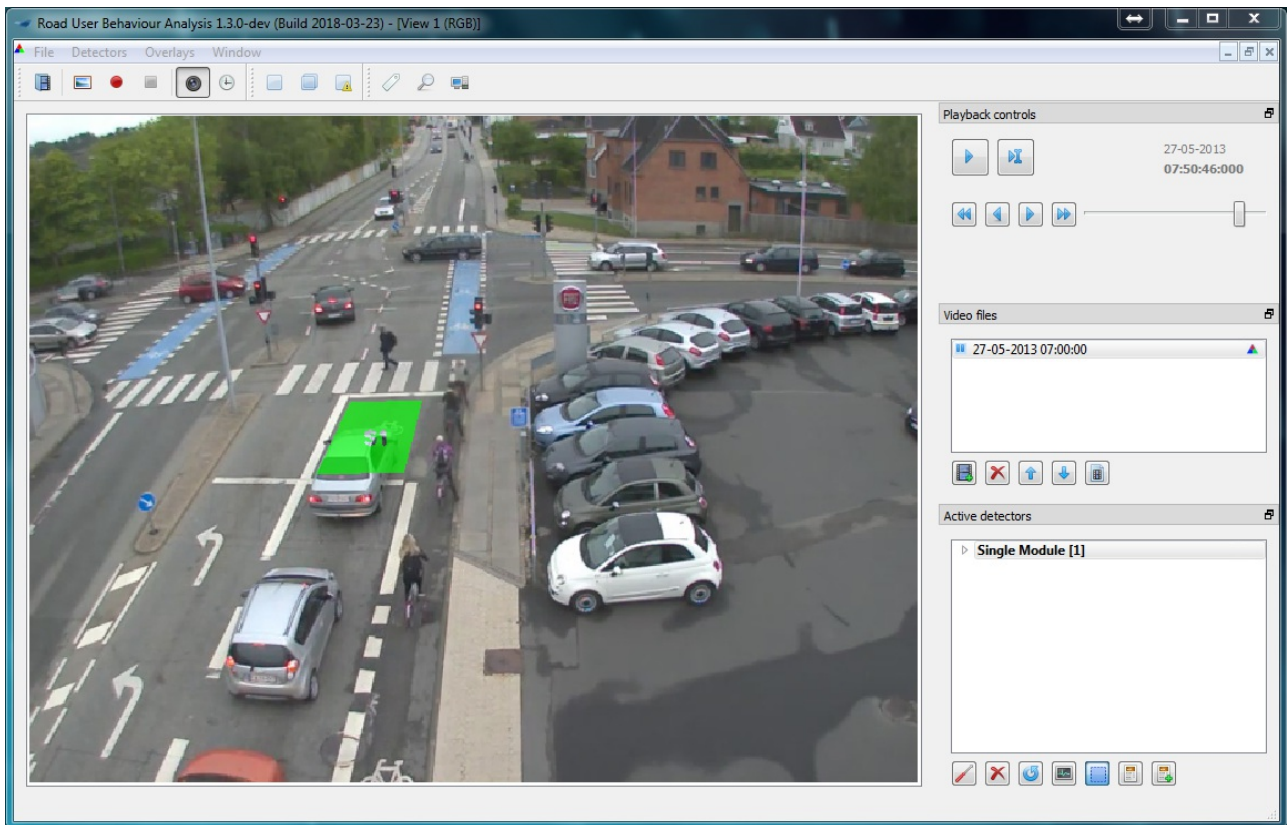 Road User Behaviour Analysis 1.3.0-dev (Build 2018-03-23) - [View 1 (RGB)]
File Detectors Overlays Window
Playback controls
27-05-2013
07:50:46:000
Video files
27-05-2013 07:00:00
Active detectors
Single Module [1]
FIAT